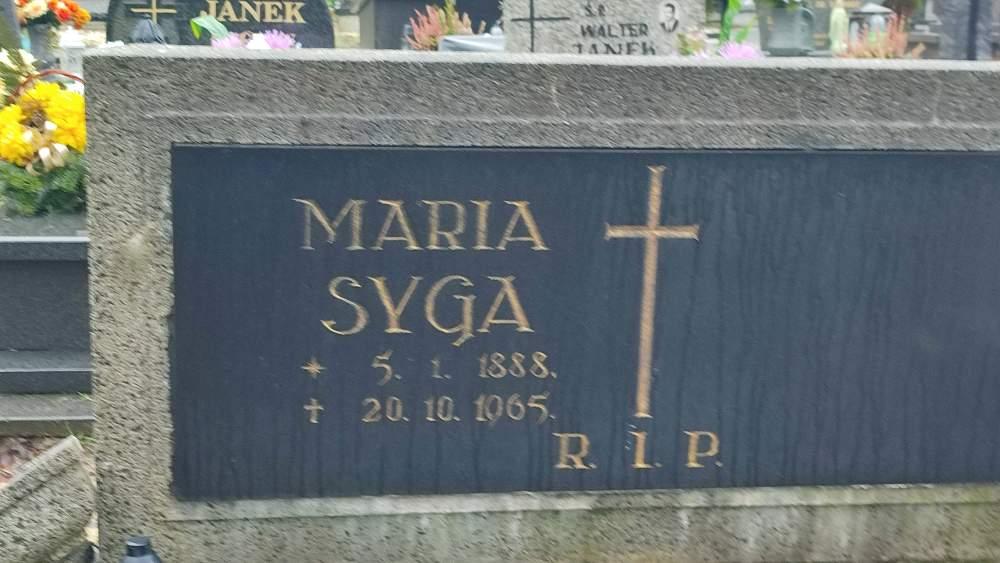 JANEK
Ś.P.
WALTER
JANEK
MARIA
SYGA
* 5. 1. 1888.
✝ 20. 10. 1965.
R. I. P.